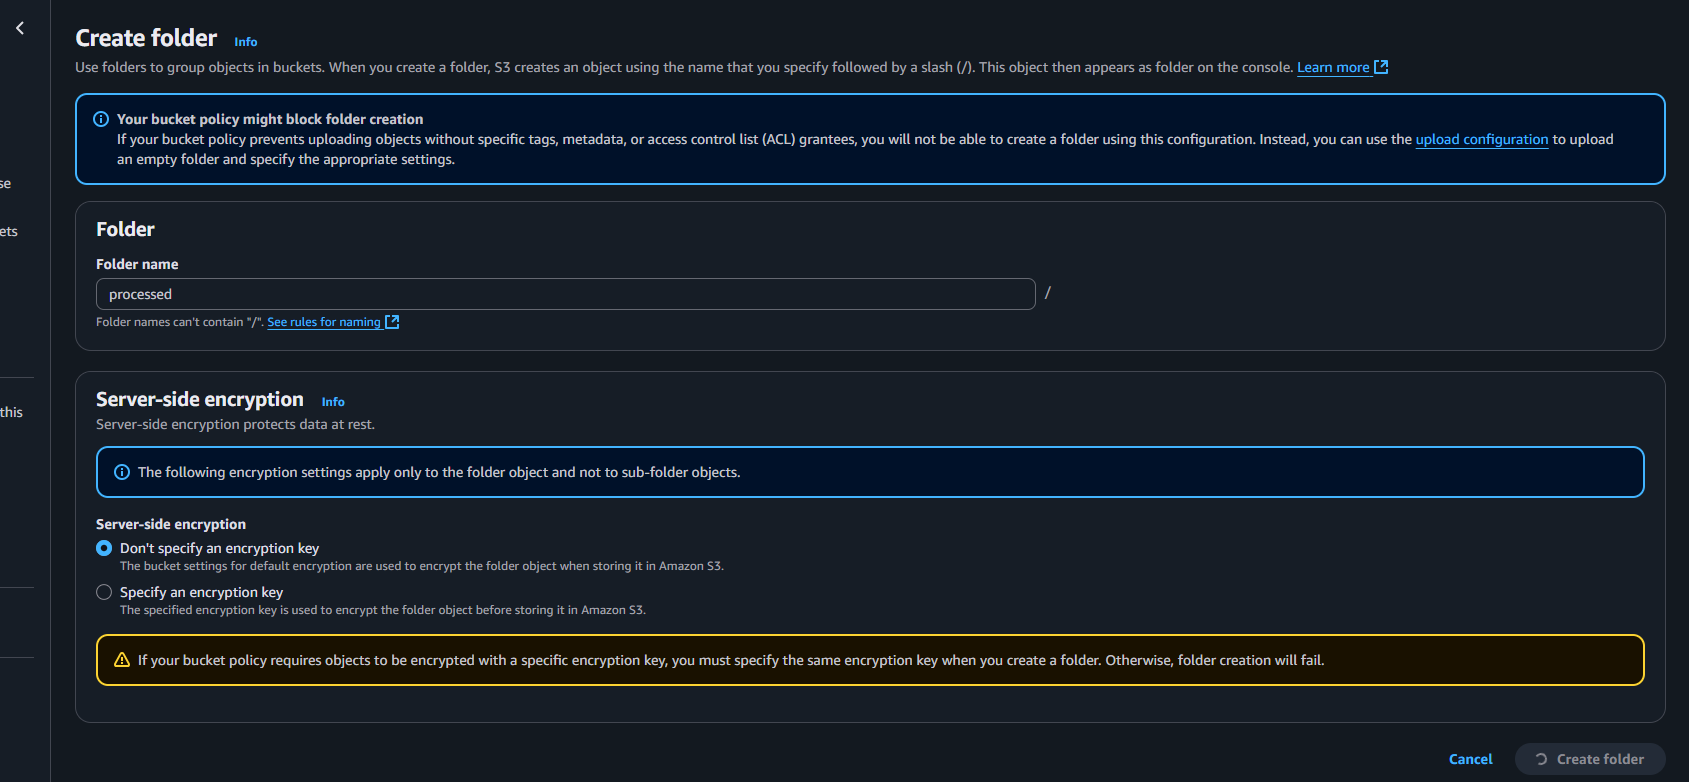 Create folder Info
Use folders to group objects in buckets. When you create a folder, S3 creates an object using the name that you specify followed by a slash (/). This object then appears as folder on the console. Learn more
Your bucket policy might block folder creation
If your bucket policy prevents uploading objects without specific tags, metadata, or access control list (ACL) grantees, you will not be able to create a folder using this configuration. Instead, you can use the upload configuration to upload
an empty folder and specify the appropriate settings.
se
ets
this
Folder
Folder name
processed /
Folder names can't contain "/". See rules for naming
Server-side encryption Info
Server-side encryption protects data at rest.
The following encryption settings apply only to the folder object and not to sub-folder objects.
Server-side encryption
Don't specify an encryption key
The bucket settings for default encryption are used to encrypt the folder object when storing it in Amazon S3.
Specify an encryption key
The specified encryption key is used to encrypt the folder object before storing it in Amazon S3.
If your bucket policy requires objects to be encrypted with a specific encryption key, you must specify the same encryption key when you create a folder. Otherwise, folder creation will fail.
Cancel Create folder